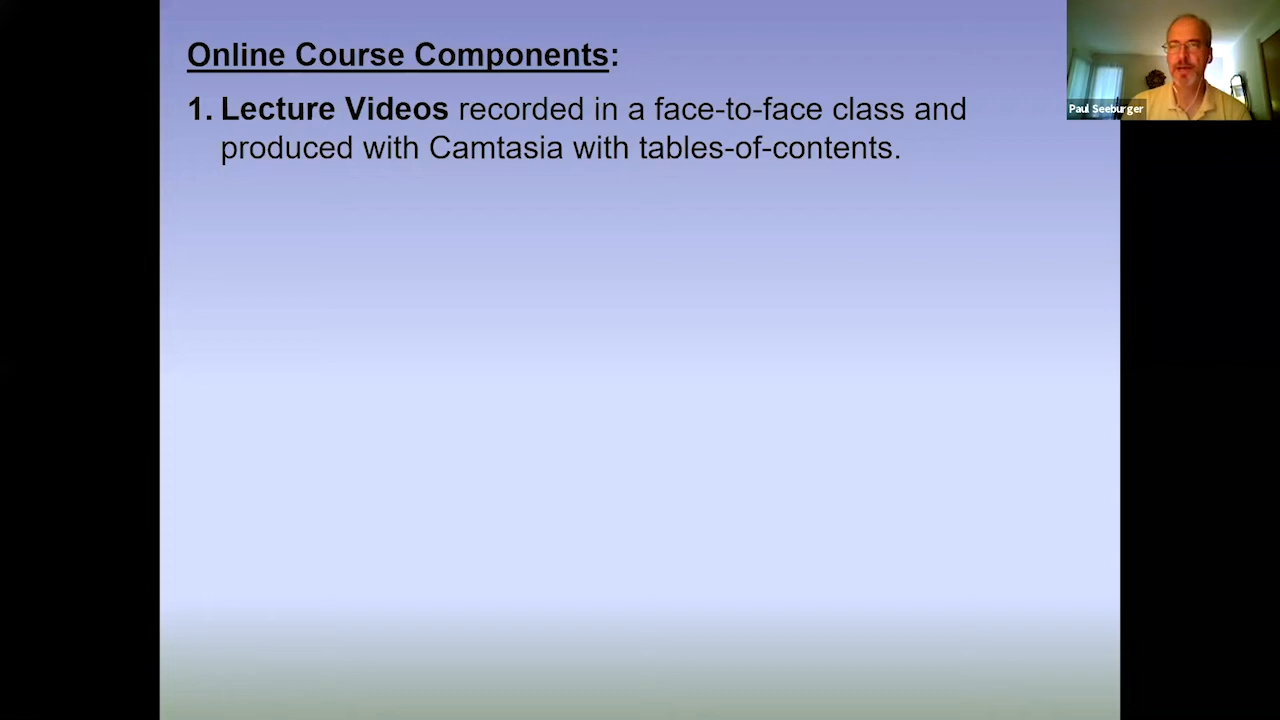 Online Course Components:
1. Lecture Videos recorded in a face-to-face class and
produced with Camtasia with tables-of-contents.
Paul Seeburger